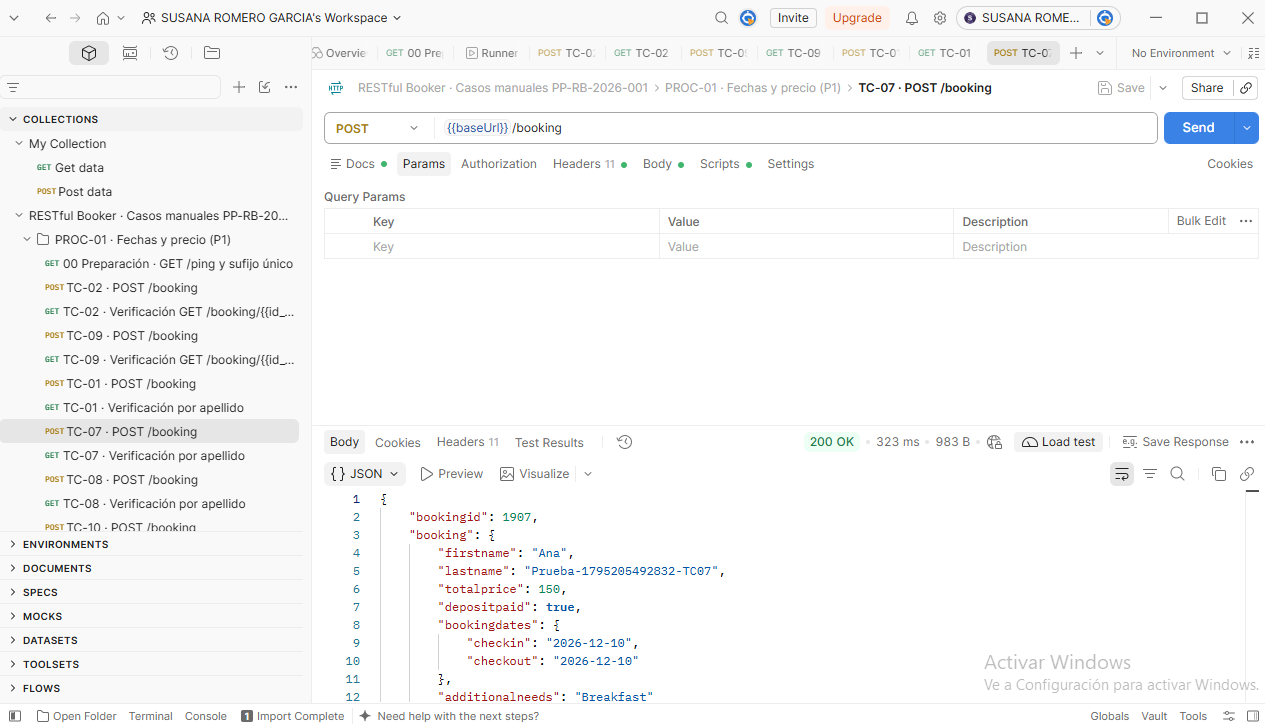 SUSANA ROMERO GARCIA's Workspace
Invite
Upgrade
SUSANA ROME...
Overvie
GET 00 Pre
Runner
POST TC-0
GET TC-02
POST TC-0
GET TC-09
POST TC-0
GET TC-01
POST TC-0
No Environment
COLLECTIONS
My Collection
GET Get data
POST Post data
RESTful Booker · Casos manuales PP-RB-20...
PROC-01 · Fechas y precio (P1)
GET 00 Preparación · GET /ping y sufijo único
POST TC-02 · POST /booking
GET TC-02 · Verificación GET /booking/{{id_...
POST TC-09 · POST /booking
GET TC-09 · Verificación GET /booking/{{id_...
POST TC-01 · POST /booking
GET TC-01 · Verificación por apellido
POST TC-07 · POST /booking
GET TC-07 · Verificación por apellido
POST TC-08 · POST /booking
GET TC-08 · Verificación por apellido
POST TC-10 · POST /booking
ENVIRONMENTS
DOCUMENTS
SPECS
MOCKS
DATASETS
TOOLSETS
FLOWS
HTTP RESTful Booker · Casos manuales PP-RB-2026-001 > PROC-01 · Fechas y precio (P1) > TC-07 · POST /booking
Save
Share
POST {{baseUrl}} /booking
Send
Docs
Params
Authorization
Headers 11
Body
Scripts
Settings
Cookies
Query Params
Key Value Description Bulk Edit
Key Value Description
Body
Cookies
Headers 11
Test Results
200 OK • 323 ms • 983 B
Load test
e.g. Save Response
{} JSON
Preview
Visualize
1 {
2 "bookingid": 1907,
3 "booking": {
4 "firstname": "Ana",
5 "lastname": "Prueba-1795205492832-TC07",
6 "totalprice": 150,
7 "depositpaid": true,
8 "bookingdates": {
9 "checkin": "2026-12-10",
10 "checkout": "2026-12-10"
11 },
12 "additionalneeds": "Breakfast"
Activar Windows
Ve a Configuración para activar Windows.
Open Folder
Terminal
Console
1 Import Complete
Need help with the next steps?
Globals
Vault
Tools